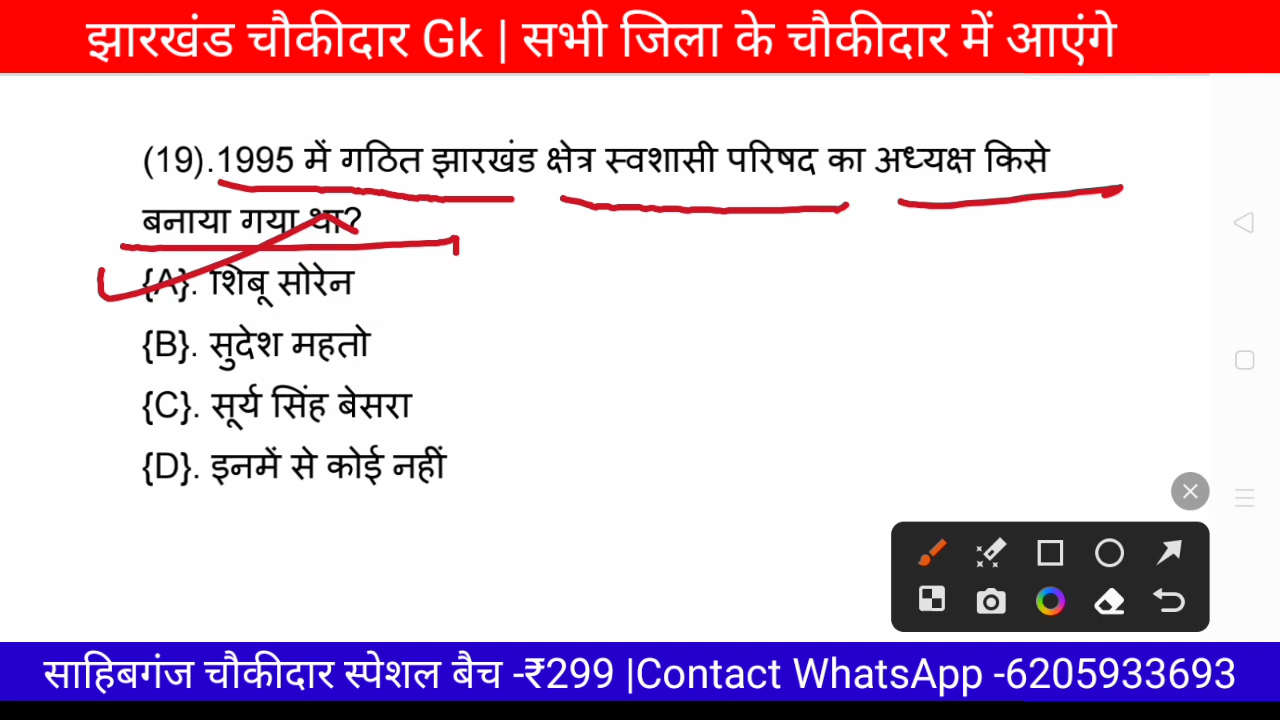 झारखंड चौकीदार Gk | सभी जिला के चौकीदार में आएंगे
(19).1995 में गठित झारखंड क्षेत्र स्वशासी परिषद का अध्यक्ष किसे
बनाया गया था?
{A}. शिबू सोरेन
{B}. सुदेश महतो
{C}. सूर्य सिंह बेसरा
{D}. इनमें से कोई नहीं
साहिबगंज चौकीदार स्पेशल बैच -₹299 |Contact WhatsApp -6205933693